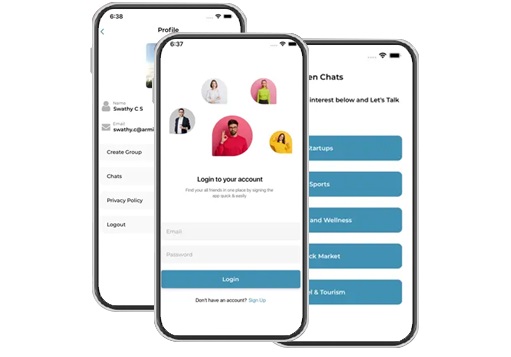 6:38
Profile
Name
Swathy C S
Email
swathy.c@armi
Create Group
Chats
Privacy Policy
Logout
6:37
Login to your account
Find your all friends in one place by signing the
app quick & easily
Email
Password
Login
Don't have an account? Sign Up
en Chats
interest below and Let's Talk
Startups
Sports
and Wellness
ck Market
l & Tourism